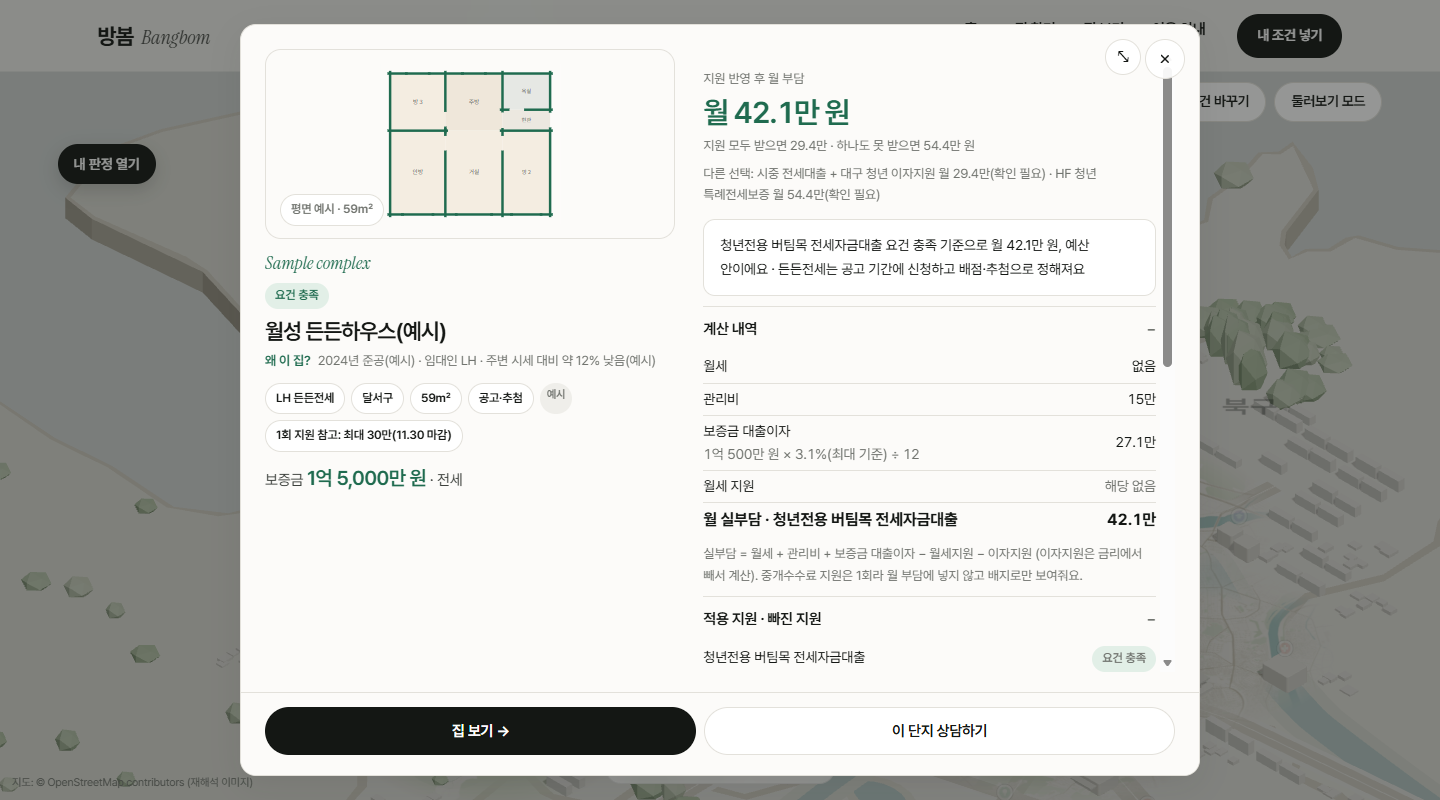 방봄 Bangbom
내 조건 넣기
건 바꾸기
둘러보기 모드
내 판정 열기
방 3
주방
욕실
현관
안방
거실
방 2
평면 예시 · 59m²
Sample complex
요건 충족
월성 든든하우스(예시)
왜 이 집? 2024년 준공(예시) · 임대인 LH · 주변 시세 대비 약 12% 낮음(예시)
LH 든든전세
달서구
59m²
공고·추첨
예시
1회 지원 참고: 최대 30만(11.30 마감)
보증금 1억 5,000만 원 · 전세
지원 반영 후 월 부담
월 42.1만 원
지원 모두 받으면 29.4만 · 하나도 못 받으면 54.4만 원
다른 선택: 시중 전세대출 + 대구 청년 이자지원 월 29.4만(확인 필요) · HF 청년
특례전세보증 월 54.4만(확인 필요)
청년전용 버팀목 전세자금대출 요건 충족 기준으로 월 42.1만 원, 예산
안이에요 · 든든전세는 공고 기간에 신청하고 배점·추첨으로 정해져요
계산 내역 –
월세 없음
관리비 15만
보증금 대출이자
1억 500만 원 × 3.1%(최대 기준) ÷ 12
27.1만
월세 지원 해당 없음
월 실부담 · 청년전용 버팀목 전세자금대출 42.1만
실부담 = 월세 + 관리비 + 보증금 대출이자 − 월세지원 − 이자지원 (이자지원은 금리에서
빼서 계산). 중개수수료 지원은 1회라 월 부담에 넣지 않고 배지로만 보여줘요.
적용 지원 · 빠진 지원 –
청년전용 버팀목 전세자금대출 요건 충족
북구
집 보기 →
이 단지 상담하기
지도: © OpenStreetMap contributors (재해석 이미지)